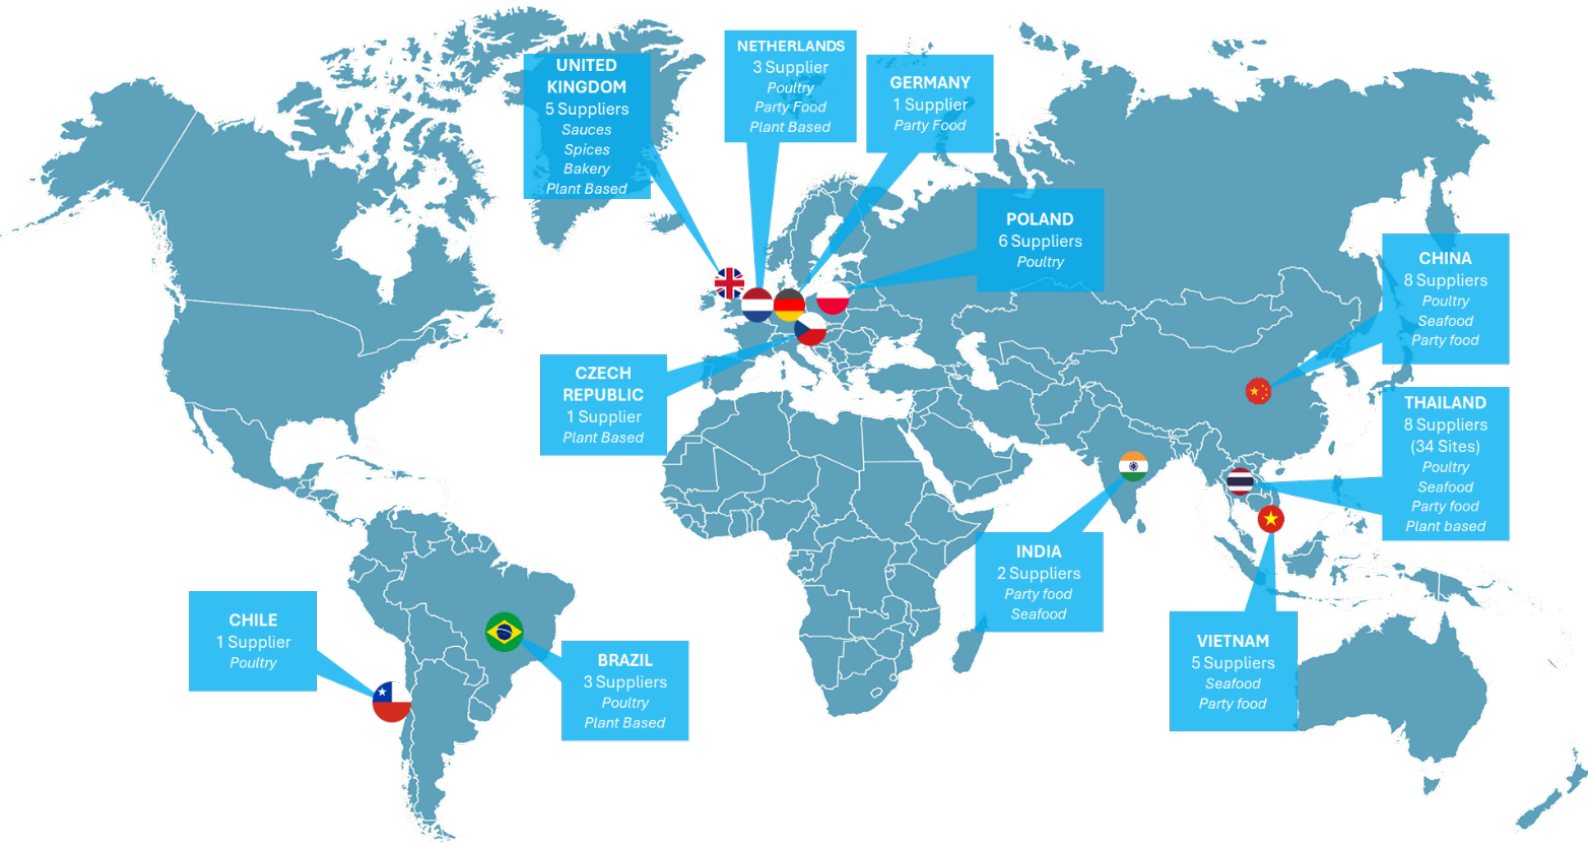 UNITED
KINGDOM
5 Suppliers
Sauces
Spices
Bakery
Plant Based
NETHERLANDS
3 Supplier
Poultry
Party Food
Plant Based
GERMANY
1 Supplier
Party Food
POLAND
6 Suppliers
Poultry
CHINA
8 Suppliers
Poultry
Seafood
Party food
CZECH
REPUBLIC
1 Supplier
Plant Based
THAILAND
8 Suppliers
(34 Sites)
Poultry
Seafood
Party food
Plant based
INDIA
2 Suppliers
Party food
Seafood
CHILE
1 Supplier
Poultry
BRAZIL
3 Suppliers
Poultry
Plant Based
VIETNAM
5 Suppliers
Seafood
Party food